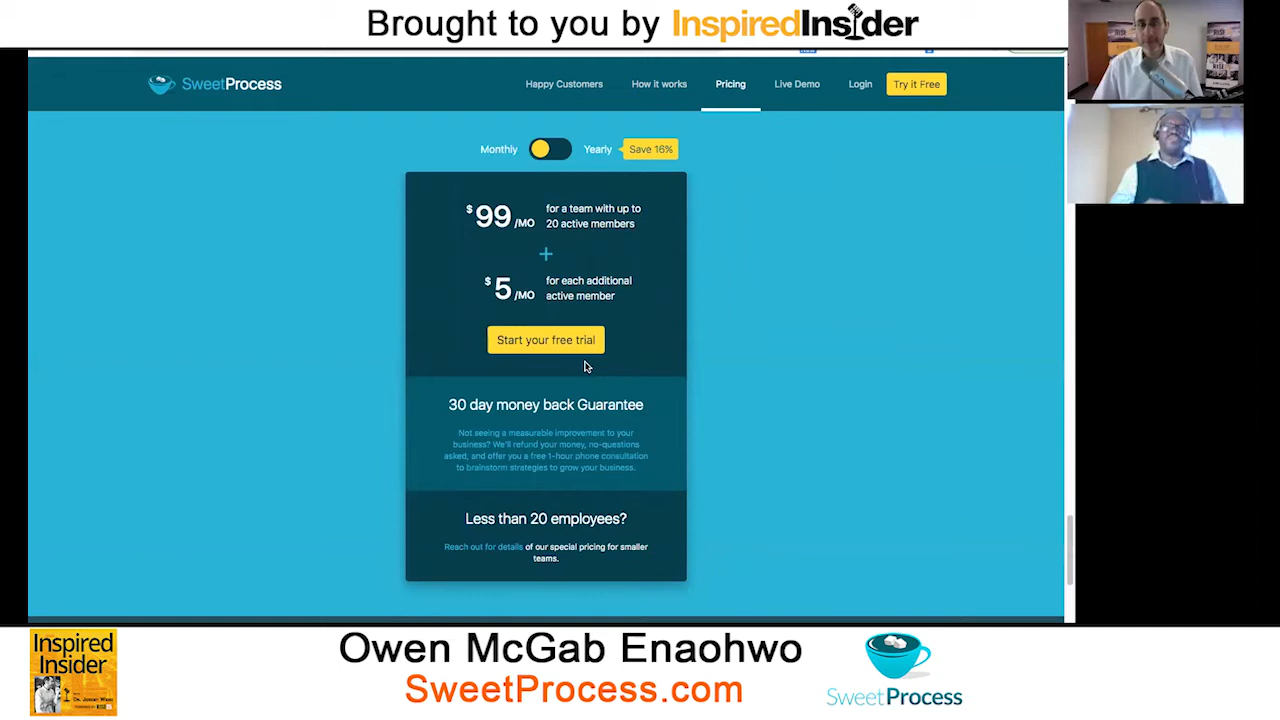 Brought to you by InspiredInsider
SweetProcess
Happy Customers
How it works
Pricing
Live Demo
Login
Try it Free
Monthly
Yearly
Save 16%
$99/MO
for a team with up to
20 active members
+
$5/MO
for each additional
active member
Start your free trial
30 day money back Guarantee
Not seeing a measurable improvement to your
business? We'll refund your money, no-questions
asked, and offer you a free 1-hour phone consultation
to brainstorm strategies to grow your business.
Less than 20 employees?
Reach out for details of our special pricing for smaller
teams.
Inspired
Insider
Owen McGab Enaohwo
SweetProcess.com
SweetProcess